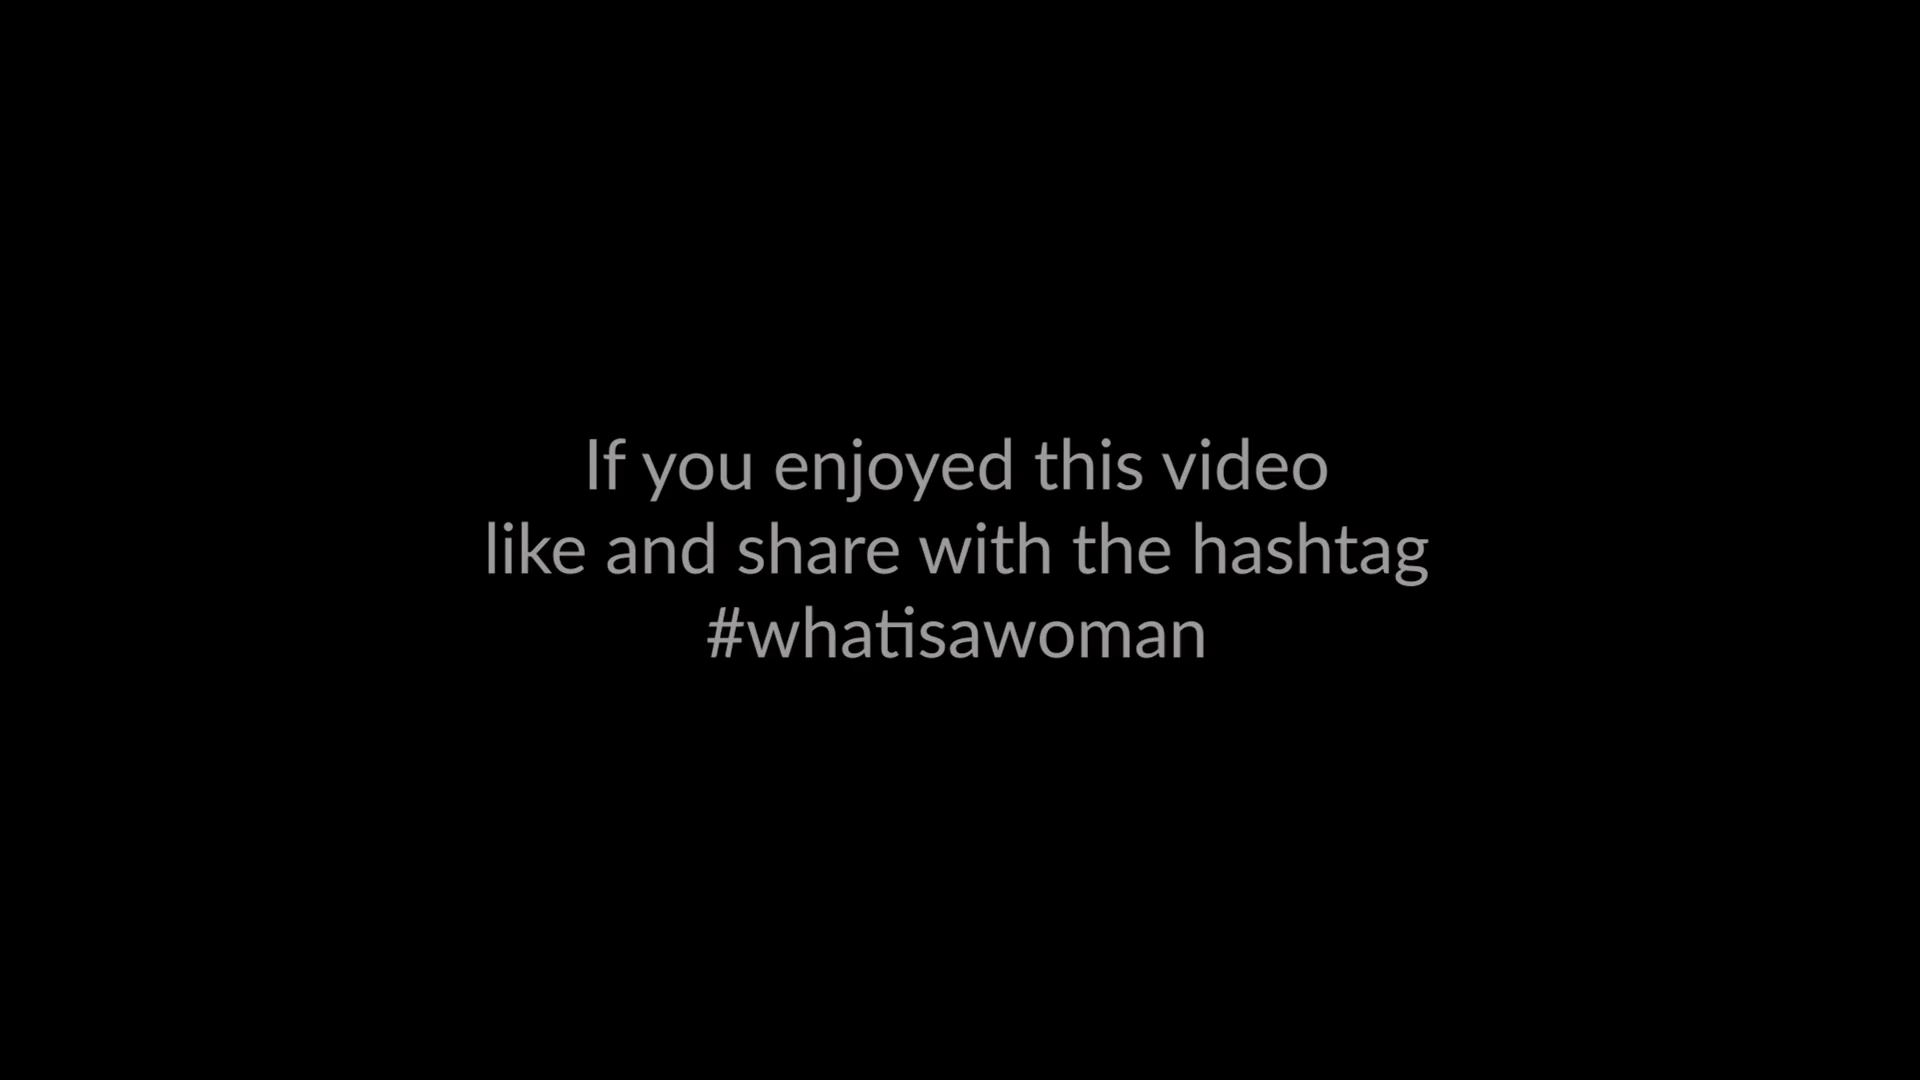 If you enjoyed this video
like and share with the hashtag
#whatisawoman